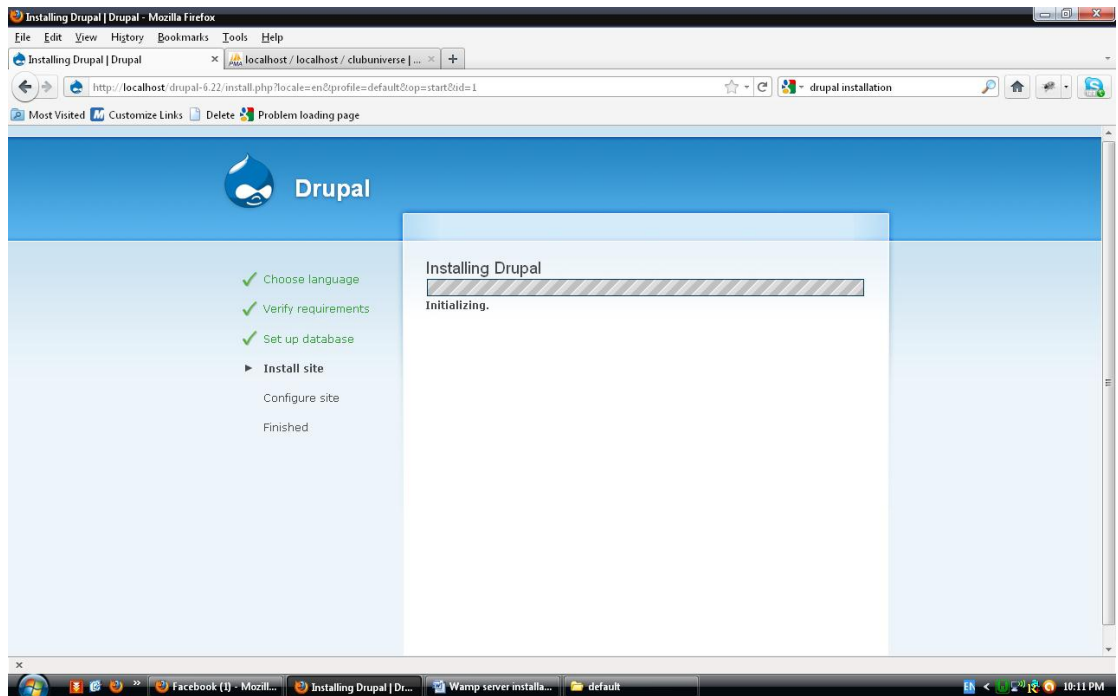 Installing Drupal | Drupal - Mozilla Firefox
File Edit View History Bookmarks Tools Help
Installing Drupal | Drupal × localhost / localhost / clubuniverse | ... × +
http://localhost/drupal-6.22/install.php?locale=en&profile=default&op=start&id=1 drupal installation
Most Visited Customize Links Delete Problem loading page
Drupal
Choose language
Verify requirements
Set up database
Install site
Configure site
Finished
Installing Drupal
Initializing.
Facebook (1) - Mozill... Installing Drupal | Dr... Wamp server installa... default EN 10:11 PM